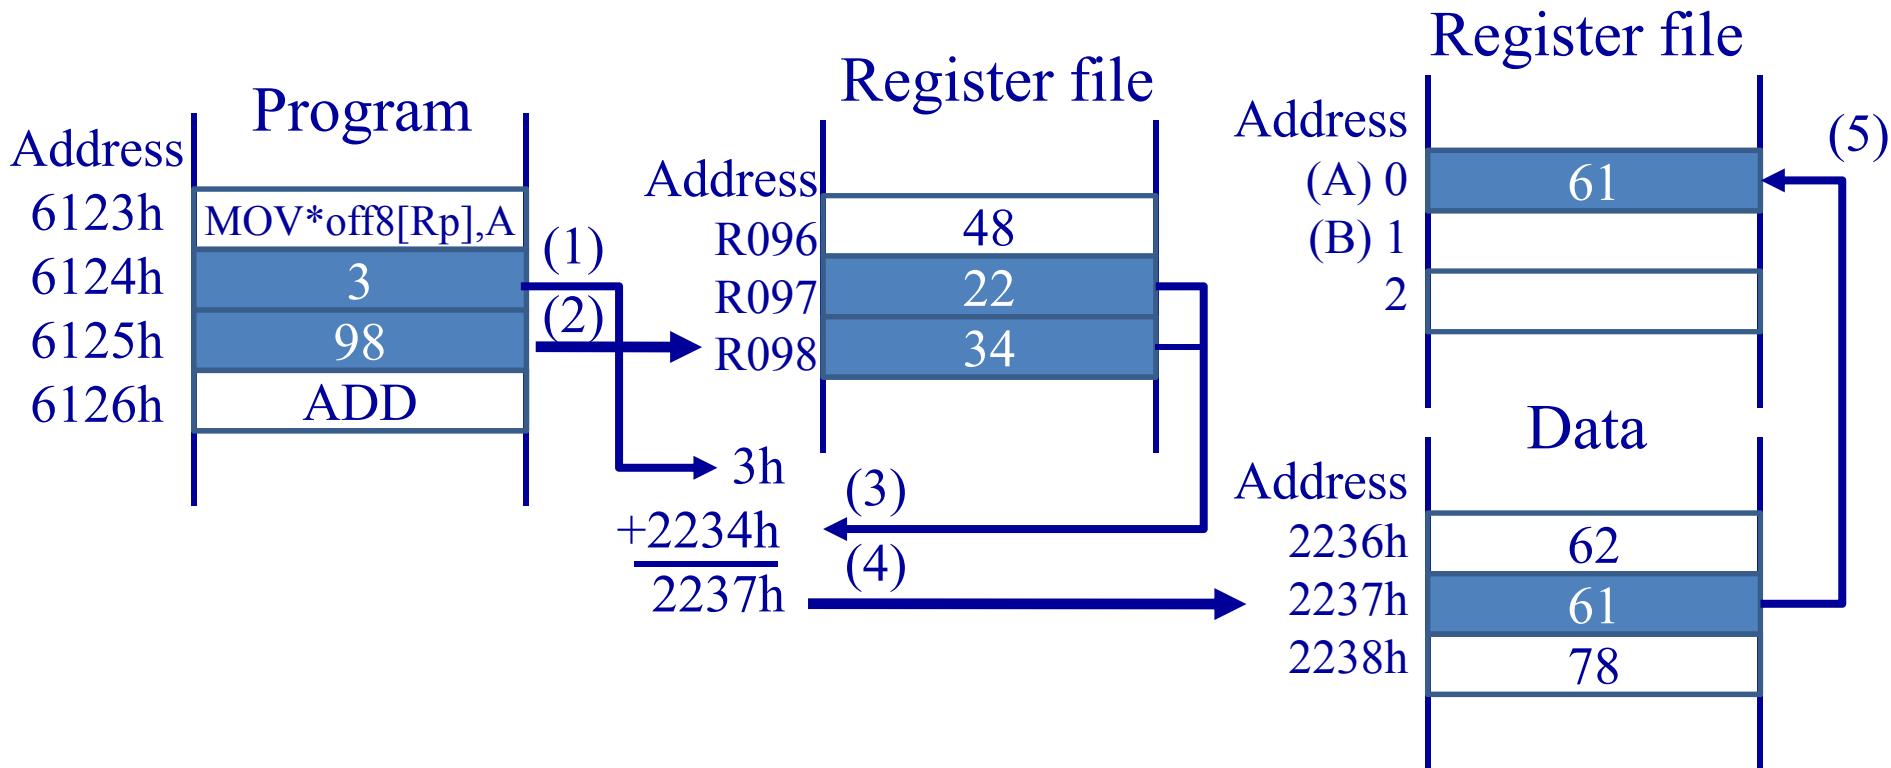 Program
Address
6123h MOV*off8[Rp],A
6124h 3
6125h 98
6126h ADD
(1)
(2)
Register file
Address
R096 48
R097 22
R098 34
3h
+2234h
2237h
(3)
(4)
Register file
Address
(A) 0 61
(B) 1
2
(5)
Data
Address
2236h 62
2237h 61
2238h 78